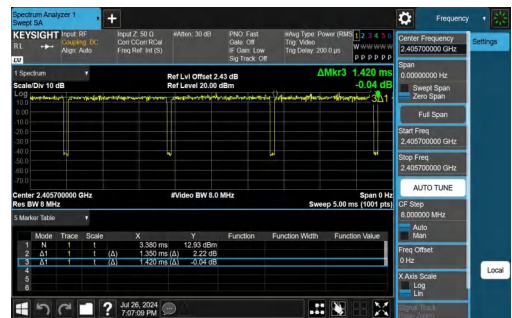 Spectrum Analyzer 1
Swept SA
+
Frequency
KEYSIGHT Input: RF
RL
Coupling: DC
Align: Auto
Input Z: 50 Ω
Corr CCorr RCal
Freq Ref: Int (S)
#Atten: 30 dB
PNO: Fast
Gate: Off
IF Gain: Low
Sig Track: Off
#Avg Type: Power (RMS
Trig: Video
Trig Delay: 200.0 µs
1 2 3 4 5 6
W W W W W W
P P P P P P
LV
1 Spectrum
Scale/Div 10 dB
Ref Lvl Offset 2.43 dB
Ref Level 20.00 dBm
ΔMkr3 1.420 ms
-0.04 dB
Log
10.0
0.00
-10.0
-20.0
-30.0
-40.0
-50.0
-60.0
-70.0
3Δ1
Center 2.405700000 GHz
Res BW 8 MHz
#Video BW 8.0 MHz
Span 0 Hz
Sweep 5.00 ms (1001 pts)
5 Marker Table
Mode Trace Scale X Y Function Function Width Function Value
1 N 1 t 3.380 ms 12.93 dBm
2 Δ1 1 t (Δ) 1.350 ms (Δ) 2.22 dB
3 Δ1 1 t (Δ) 1.420 ms (Δ) -0.04 dB
4
5
6
Jul 26, 2024
7:07:09 PM
Center Frequency
2.405700000 GHz
Span
0.00000000 Hz
Swept Span
Zero Span
Full Span
Start Freq
2.405700000 GHz
Stop Freq
2.405700000 GHz
AUTO TUNE
CF Step
8.000000 MHz
Auto
Man
Freq Offset
0 Hz
X Axis Scale
Log
Lin
Signal Track
Settings
Local